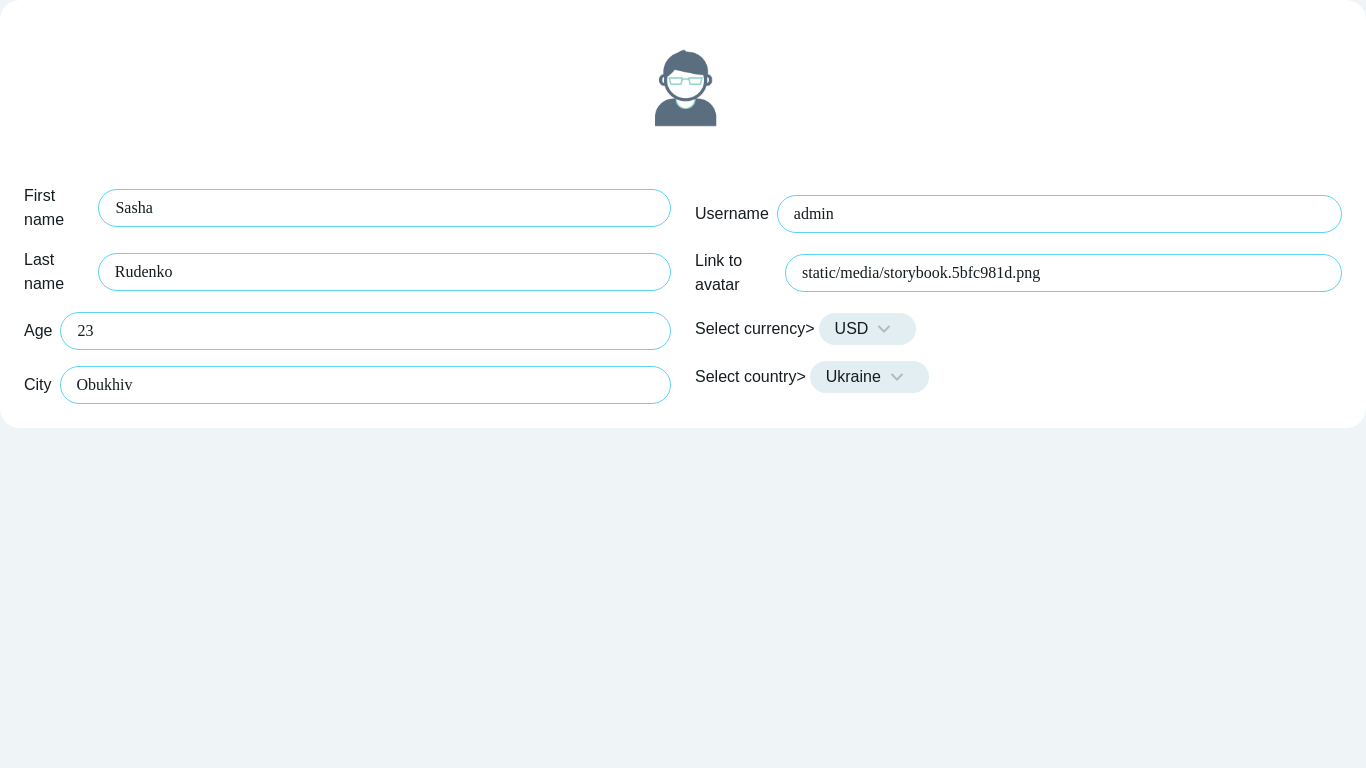 First
name
Sasha
Last
name
Rudenko
Age
23
City
Obukhiv
Username
admin
Link to
avatar
static/media/storybook.5bfc981d.png
Select currency>
USD
Select country>
Ukraine